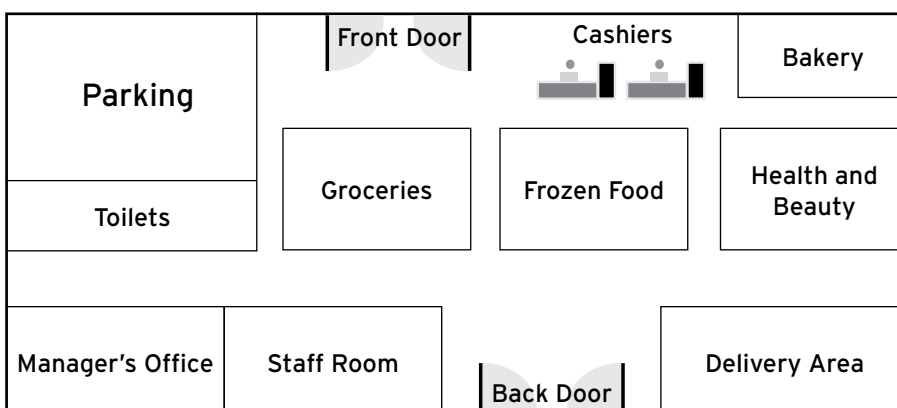 Front Door
Cashiers
Bakery
Parking
Groceries
Frozen Food
Health and
Beauty
Toilets
Manager's Office
Staff Room
Back Door
Delivery Area